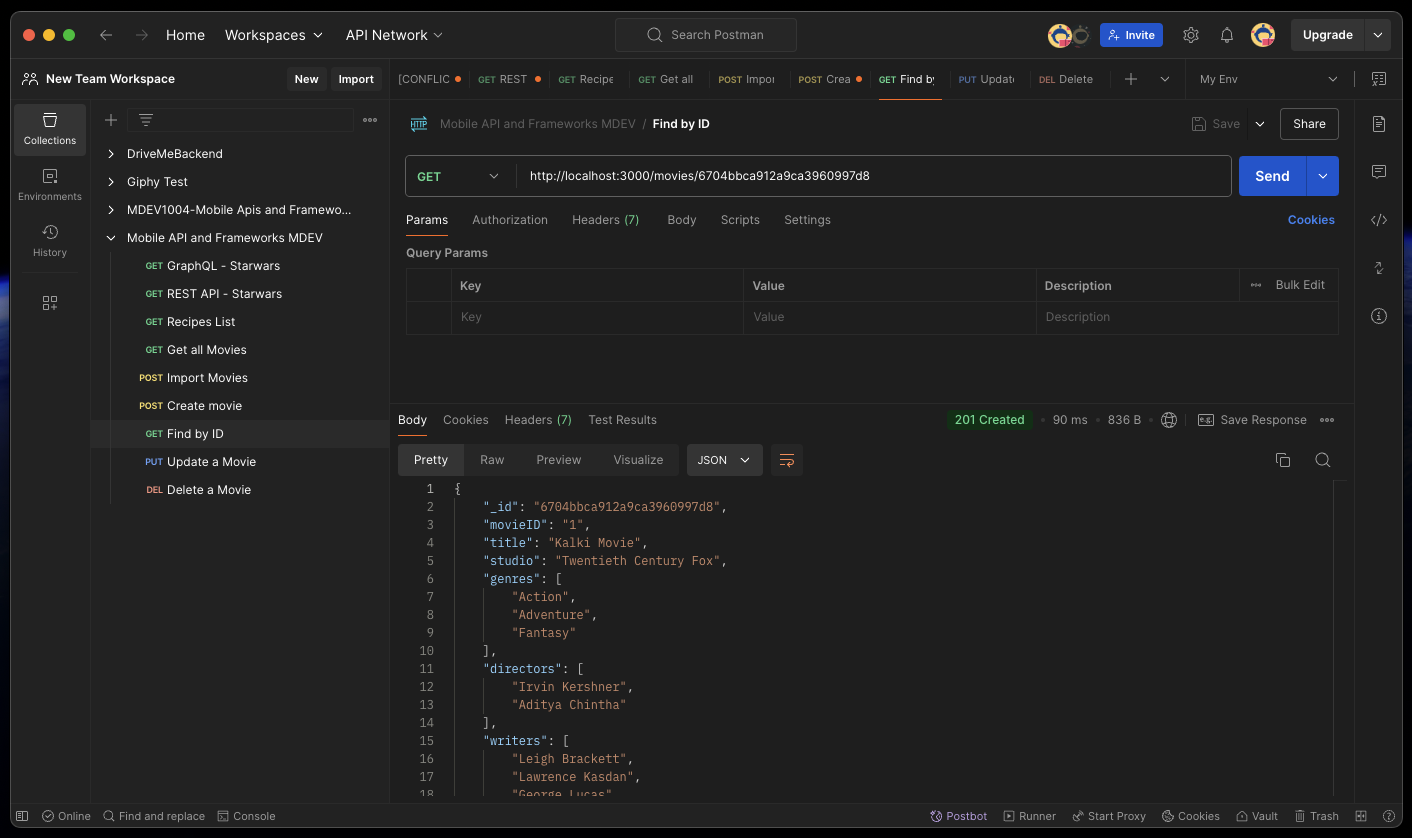 Home Workspaces API Network Search Postman Invite Upgrade
New Team Workspace New Import [CONFLIC GET REST GET Recipe GET Get all POST Impor POST Crea GET Find by PUT Update DEL Delete My Env
Collections
Environments
History
DriveMeBackend
Giphy Test
MDEV1004-Mobile Apis and Framewo...
Mobile API and Frameworks MDEV
GET GraphQL - Starwars
GET REST API - Starwars
GET Recipes List
GET Get all Movies
POST Import Movies
POST Create movie
GET Find by ID
PUT Update a Movie
DEL Delete a Movie
HTTP Mobile API and Frameworks MDEV / Find by ID Save Share
GET http://localhost:3000/movies/6704bbca912a9ca3960997d8 Send
Params Authorization Headers (7) Body Scripts Settings Cookies
Query Params
Key Value Description Bulk Edit
Key Value Description
Body Cookies Headers (7) Test Results 201 Created 90 ms 836 B e.g. Save Response
Pretty Raw Preview Visualize JSON
1 {
2 "_id": "6704bbca912a9ca3960997d8",
3 "movieID": "1",
4 "title": "Kalki Movie",
5 "studio": "Twentieth Century Fox",
6 "genres": [
7 "Action",
8 "Adventure",
9 "Fantasy"
10 ],
11 "directors": [
12 "Irvin Kershner",
13 "Aditya Chintha"
14 ],
15 "writers": [
16 "Leigh Brackett",
17 "Lawrence Kasdan",
18 "George Lucas"
Online Find and replace Console Postbot Runner Start Proxy Cookies Vault Trash